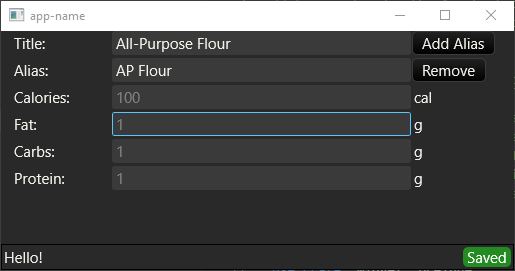 app-name
Title: All-Purpose Flour Add Alias
Alias: AP Flour Remove
Calories: 100 cal
Fat: 1 g
Carbs: 1 g
Protein: 1 g
Hello! Saved